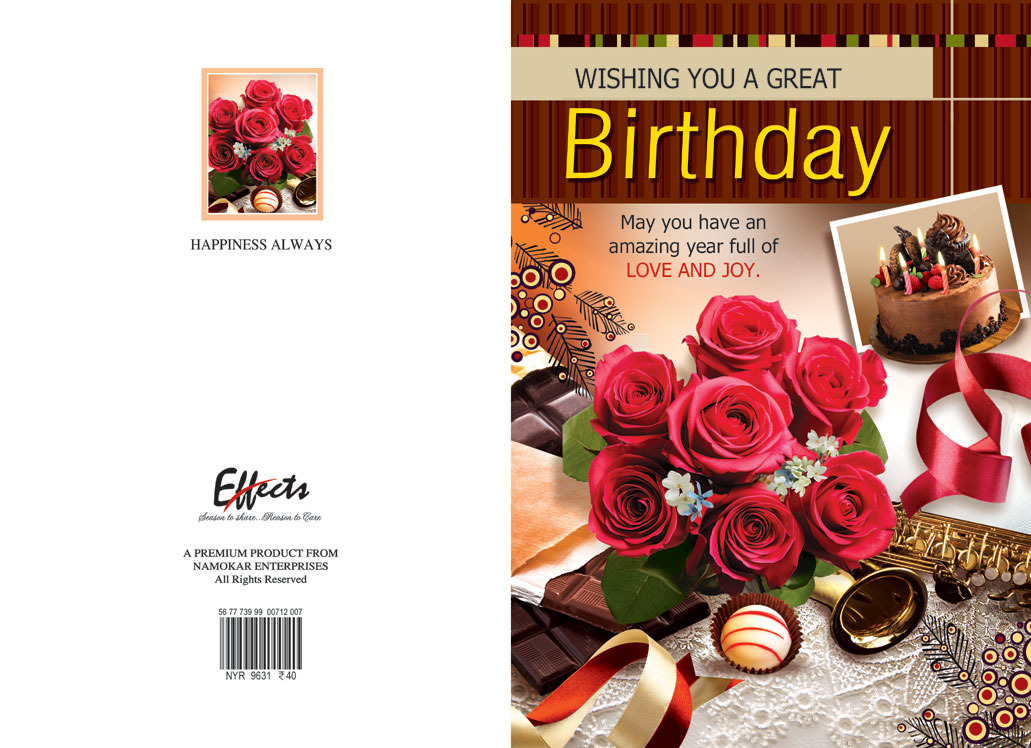 HAPPINESS ALWAYS
Effects
Season to share...Reason to Care
A PREMIUM PRODUCT FROM
NAMOKAR ENTERPRISES
All Rights Reserved
56 77 739 99 00712 007
NYR 9631 ₹ 40
WISHING YOU A GREAT
Birthday
May you have an
amazing year full of
LOVE AND JOY.